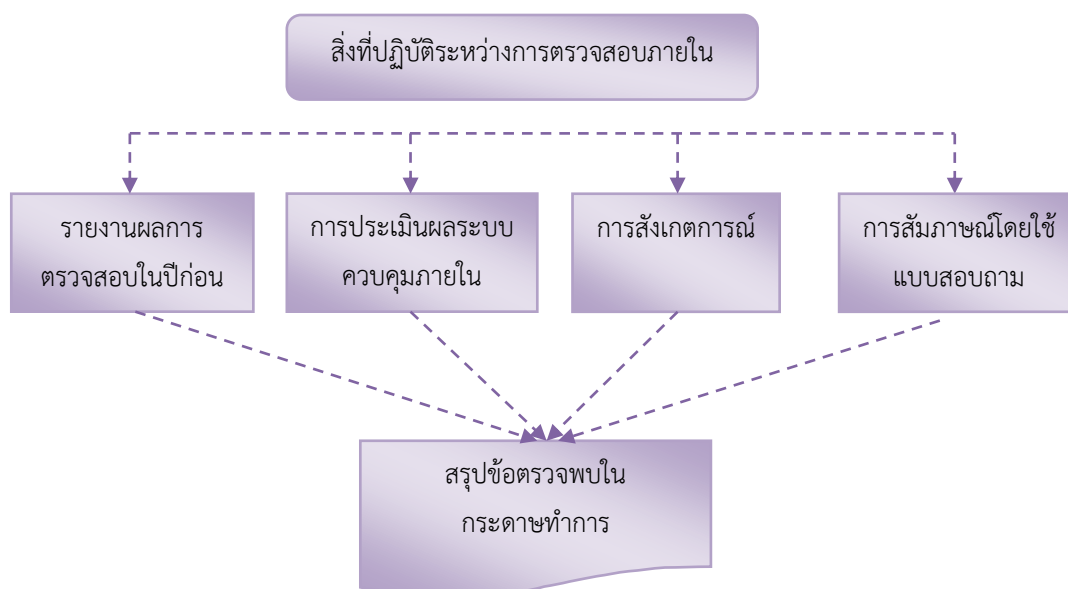 สิ่งที่ปฏิบัติระหว่างการตรวจสอบภายใน
รายงานผลการ
ตรวจสอบในปีก่อน
การประเมินผลระบบ
ควบคุมภายใน
การสังเกตการณ์
การสัมภาษณ์โดยใช้
แบบสอบถาม
สรุปข้อตรวจพบใน
กระดาษทำการ